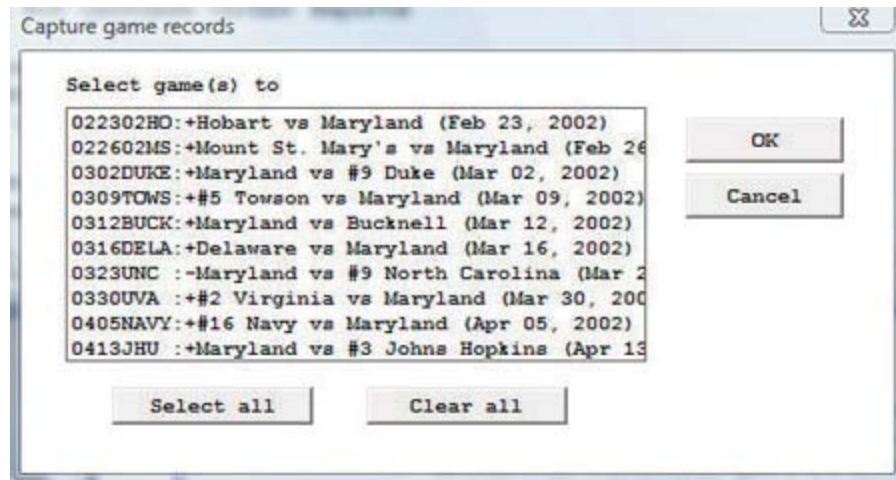 Capture game records
Select game(s) to
022302HO:+Hobart vs Maryland (Feb 23, 2002)
022602MS:+Mount St. Mary's vs Maryland (Feb 26
0302DUKE:+Maryland vs #9 Duke (Mar 02, 2002)
0309TOWS:+#5 Towson vs Maryland (Mar 09, 2002)
0312BUCK:+Maryland vs Bucknell (Mar 12, 2002)
0316DELA:+Delaware vs Maryland (Mar 16, 2002)
0323UNC :-Maryland vs #9 North Carolina (Mar 2
0330UVA :+#2 Virginia vs Maryland (Mar 30, 200
0405NAVY:+#16 Navy vs Maryland (Apr 05, 2002)
0413JHU :+Maryland vs #3 Johns Hopkins (Apr 13
OK
Cancel
Select all
Clear all